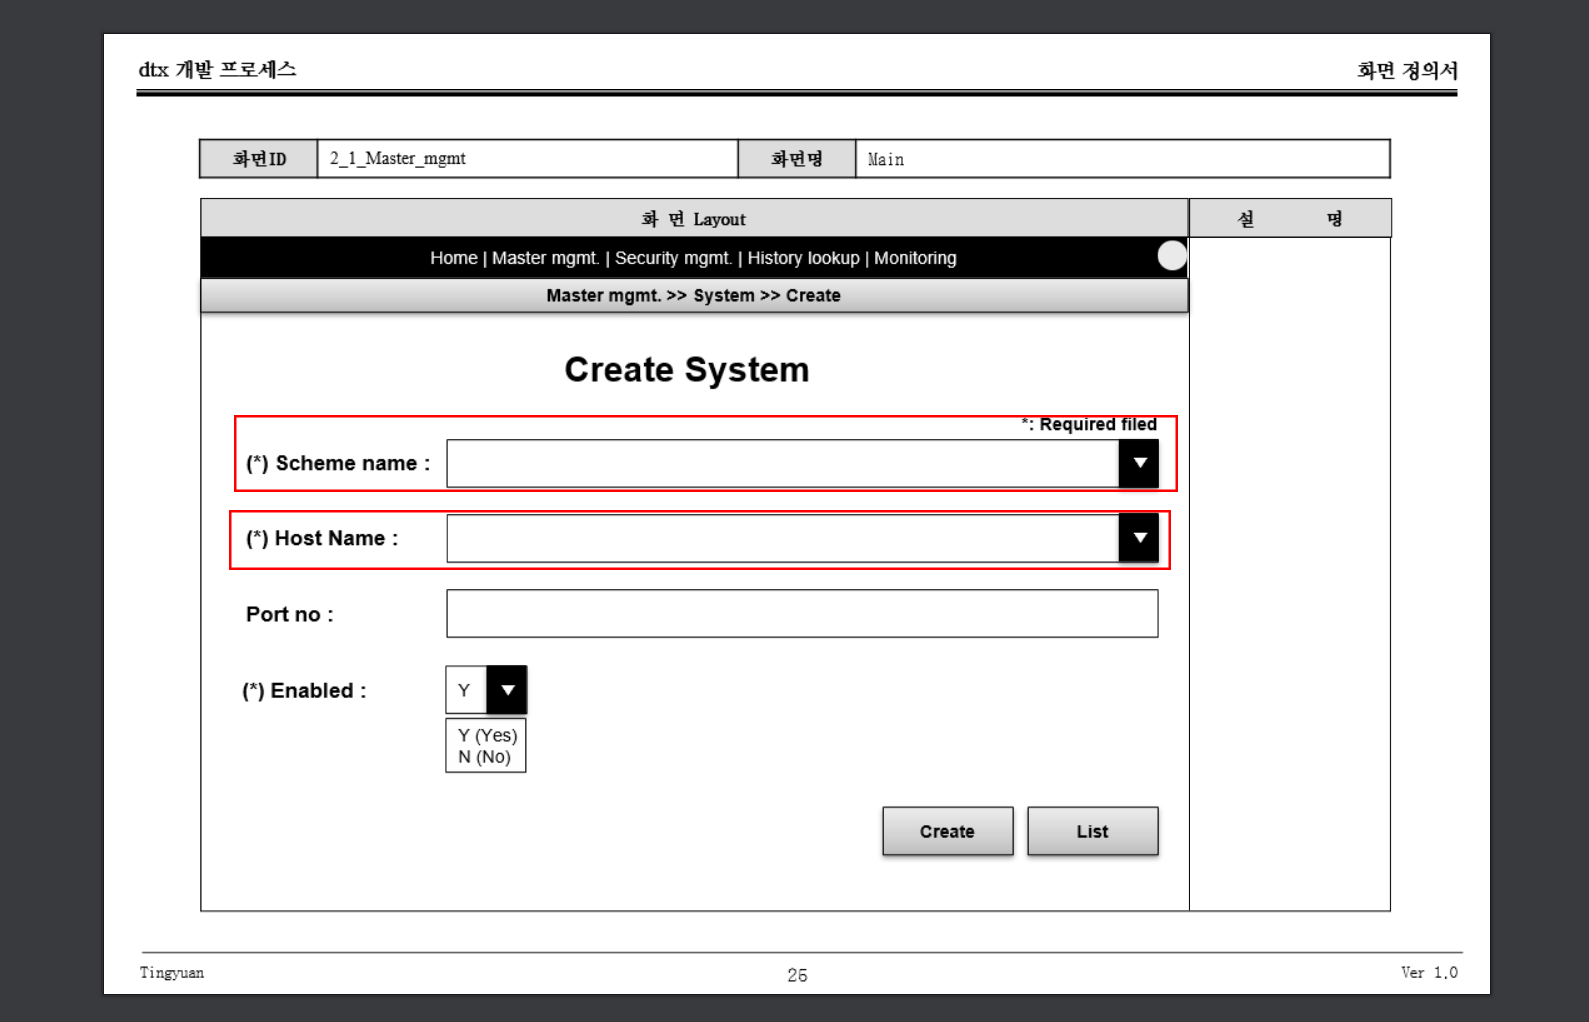 dtx 개발 프로세스
화면 정의서
화면ID 2_1_Master_mgmt 화면명 Main
화 면 Layout 설 명
Home | Master mgmt. | Security mgmt. | History lookup | Monitoring
Master mgmt. >> System >> Create
Create System
*: Required filed
(*) Scheme name :
(*) Host Name :
Port no :
(*) Enabled : Y
Y (Yes)
N (No)
Create List
Tingyuan 25 Ver 1.0